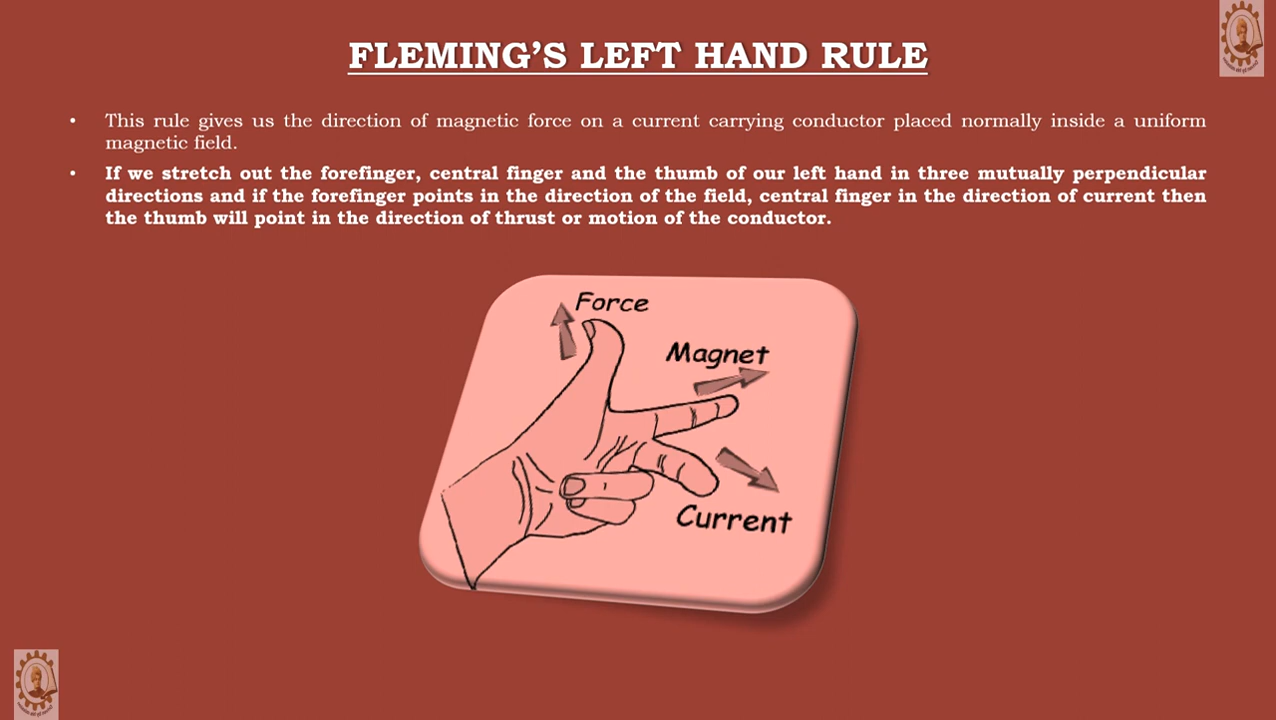 FLEMING’S LEFT HAND RULE
• This rule gives us the direction of magnetic force on a current carrying conductor placed normally inside a uniform
magnetic field.
• If we stretch out the forefinger, central finger and the thumb of our left hand in three mutually perpendicular
directions and if the forefinger points in the direction of the field, central finger in the direction of current then
the thumb will point in the direction of thrust or motion of the conductor.
Force
Magnet
Current